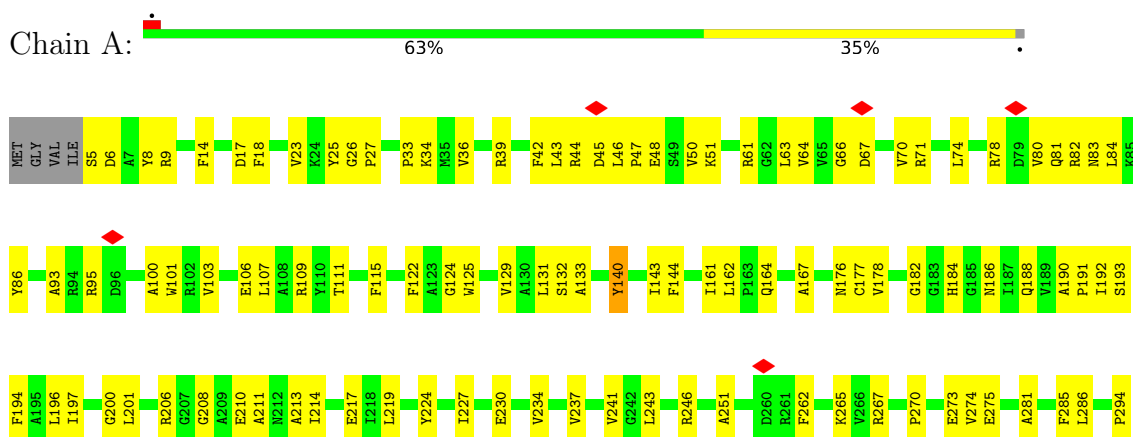 Chain A:
63% 35%
MET GLY VAL ILE S5 D6 A7 Y8 R9 F14 D17 F18 V23 K24 Y25 G26 P27 P33 K34 M35 V36 R39 F42 L43 R44 D45 L46 P47 E48 S49 V50 K51 R61 G62 L63 V64 V65 G66 D67 V70 R71 L74 R78 D79 V80 Q81 R82 N83 L84 K85
Y86 A93 R94 R95 D96 A100 W101 R102 V103 E106 L107 A108 R109 Y110 T111 F115 F122 A123 G124 W125 V129 A130 L131 S132 A133 Y140 I143 F144 I161 L162 P163 Q164 A167 N176 C177 V178 G182 G183 H184 G185 N186 I187 Q188 V189 A190 P191 I192 S193
F194 A195 L196 I197 G200 L201 R206 G207 G208 A209 E210 A211 N212 A213 I214 E217 I218 L219 Y224 I227 E230 V234 V237 V241 G242 L243 R246 A251 D260 R261 F262 K265 V266 R267 P270 E273 V274 E275 A281 F285 L286 P294